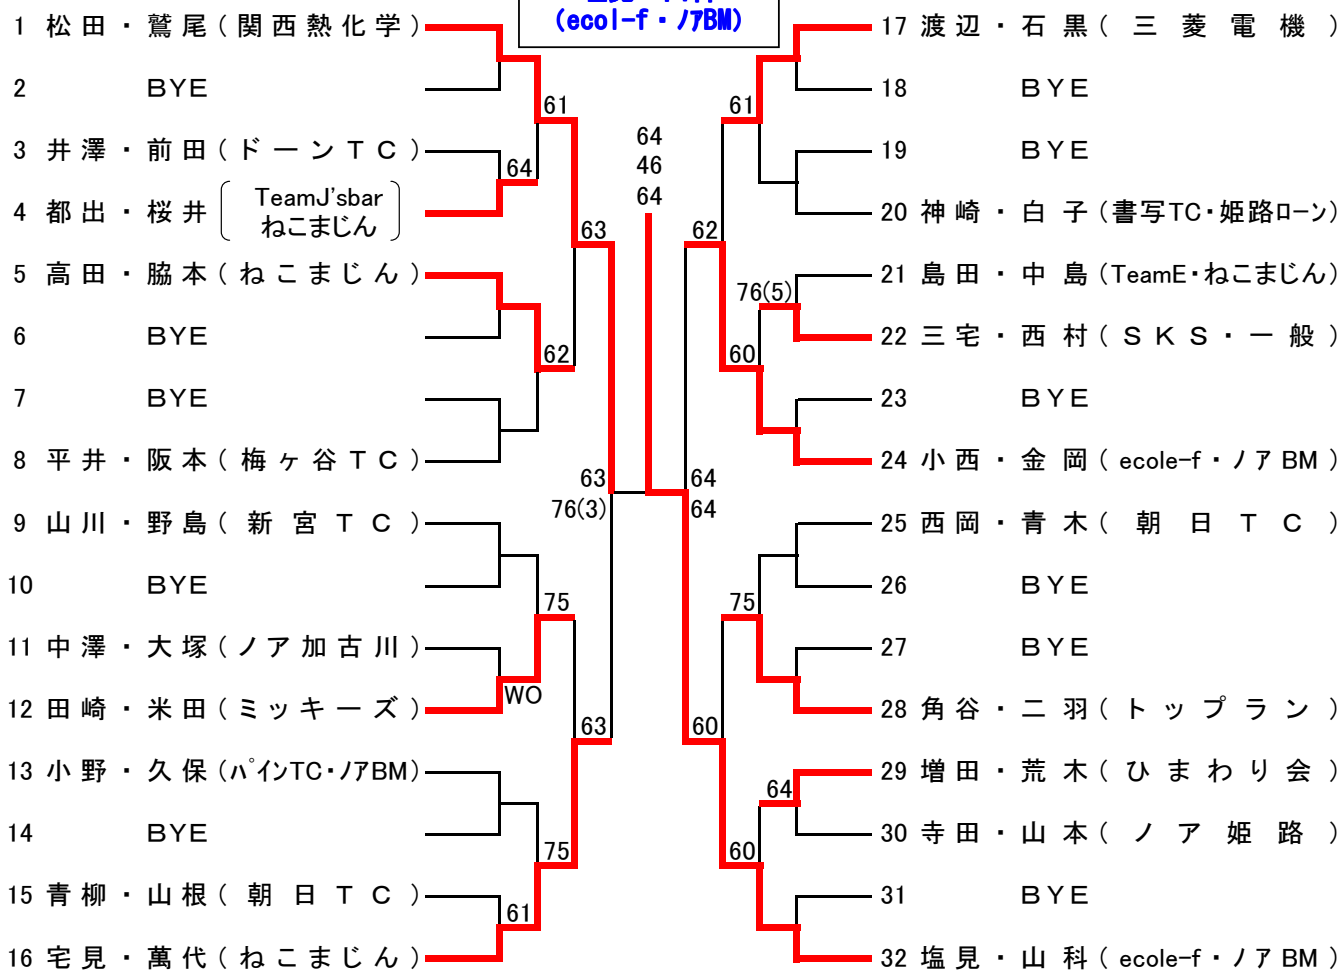 (ecol-f・ノアBM)
1 松田・鷲尾(関西熱化学)
2 BYE
3 井澤・前田(ドーンTC)
4 都出・桜井 TeamJ'sbar
ねこまじん
5 高田・脇本(ねこまじん)
6 BYE
7 BYE
8 平井・阪本(梅ヶ谷TC)
9 山川・野島(新宮TC)
10 BYE
11 中澤・大塚(ノア加古川)
12 田崎・米田(ミッキーズ)
13 小野・久保(パインTC・ノアBM)
14 BYE
15 青柳・山根(朝日TC)
16 宅見・萬代(ねこまじん)
61
64
63
62
63
76(3)
75
WO
63
75
61
64
46
64
61
62
76(5)
60
64
64
75
60
64
60
17 渡辺・石黒(三菱電機)
18 BYE
19 BYE
20 神崎・白子(書写TC・姫路ローン)
21 島田・中島(TeamE・ねこまじん)
22 三宅・西村(SKS・一般)
23 BYE
24 小西・金岡(ecole-f・ノアBM)
25 西岡・青木(朝日TC)
26 BYE
27 BYE
28 角谷・二羽(トップラン)
29 増田・荒木(ひまわり会)
30 寺田・山本(ノア姫路)
31 BYE
32 塩見・山科(ecole-f・ノアBM)